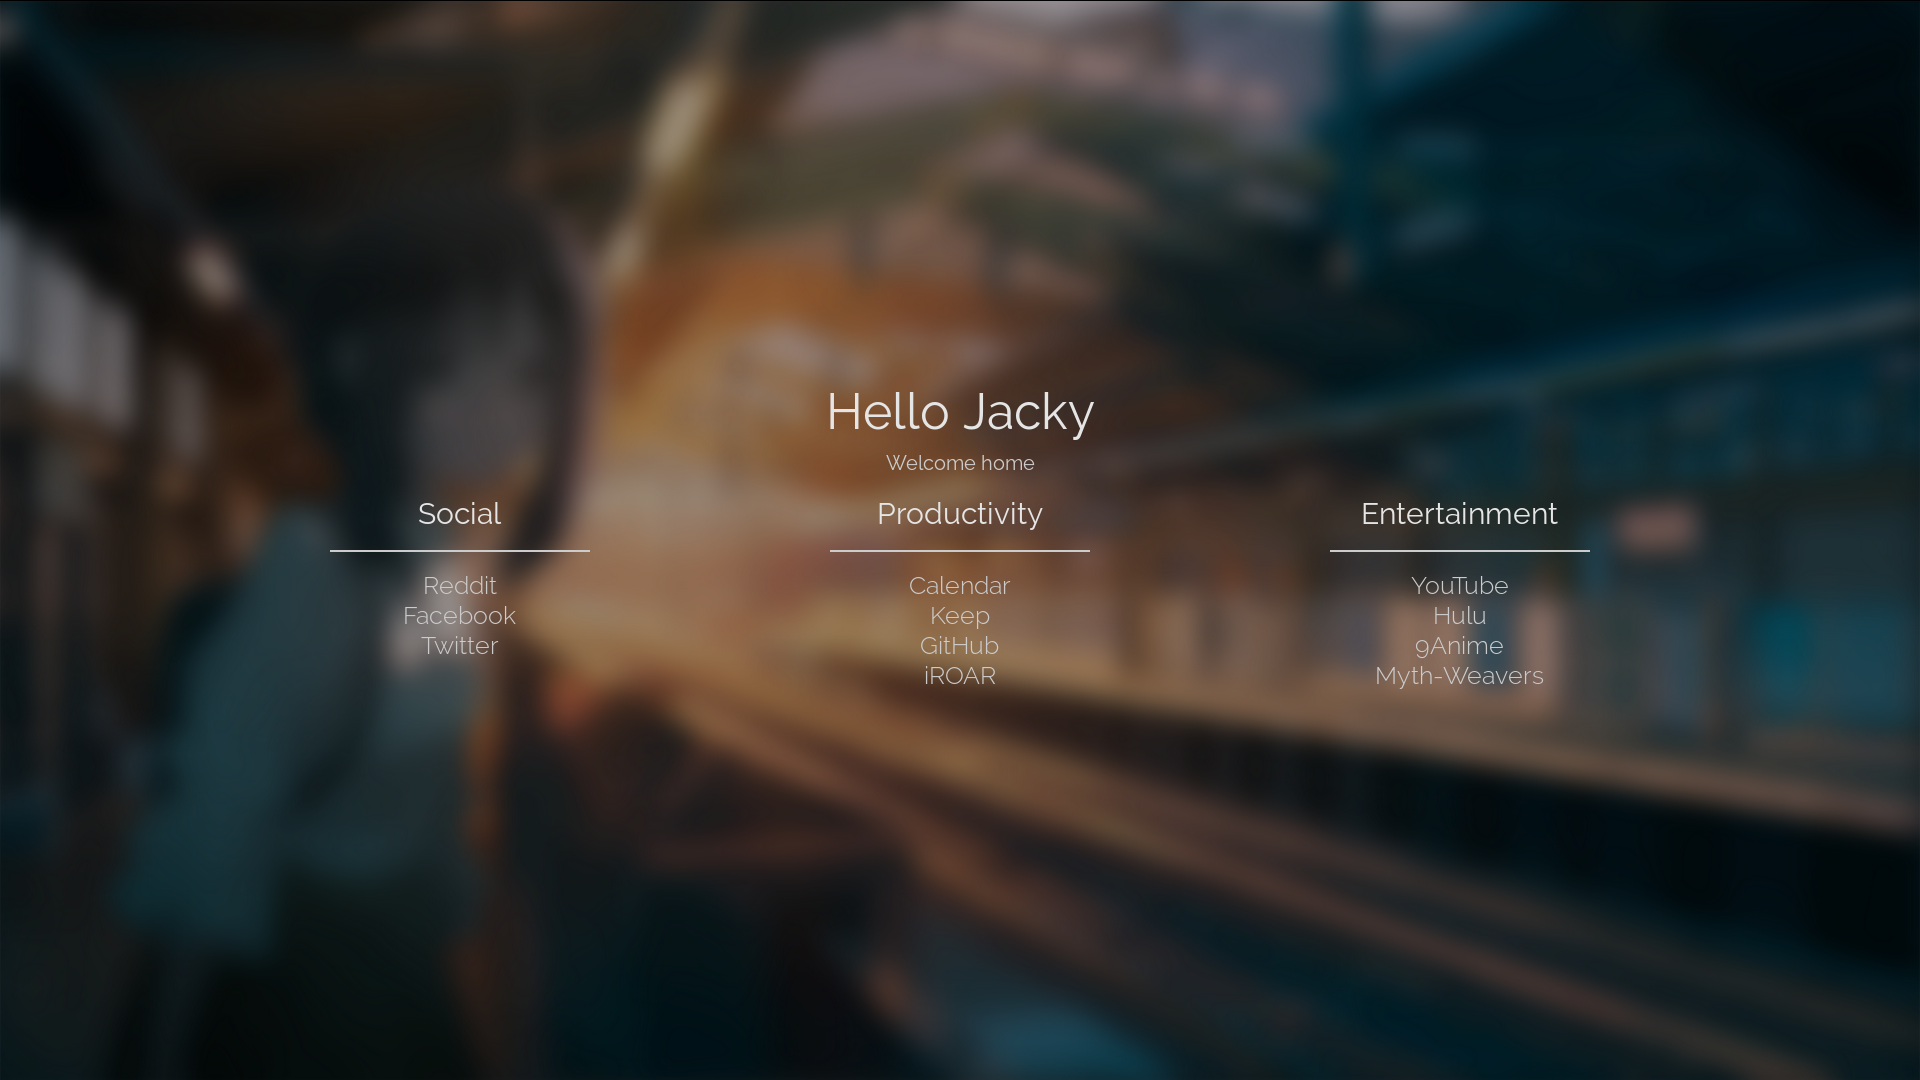 Hello Jacky
Welcome home
Social
Reddit
Facebook
Twitter
Productivity
Calendar
Keep
GitHub
iROAR
Entertainment
YouTube
Hulu
9Anime
Myth-Weavers